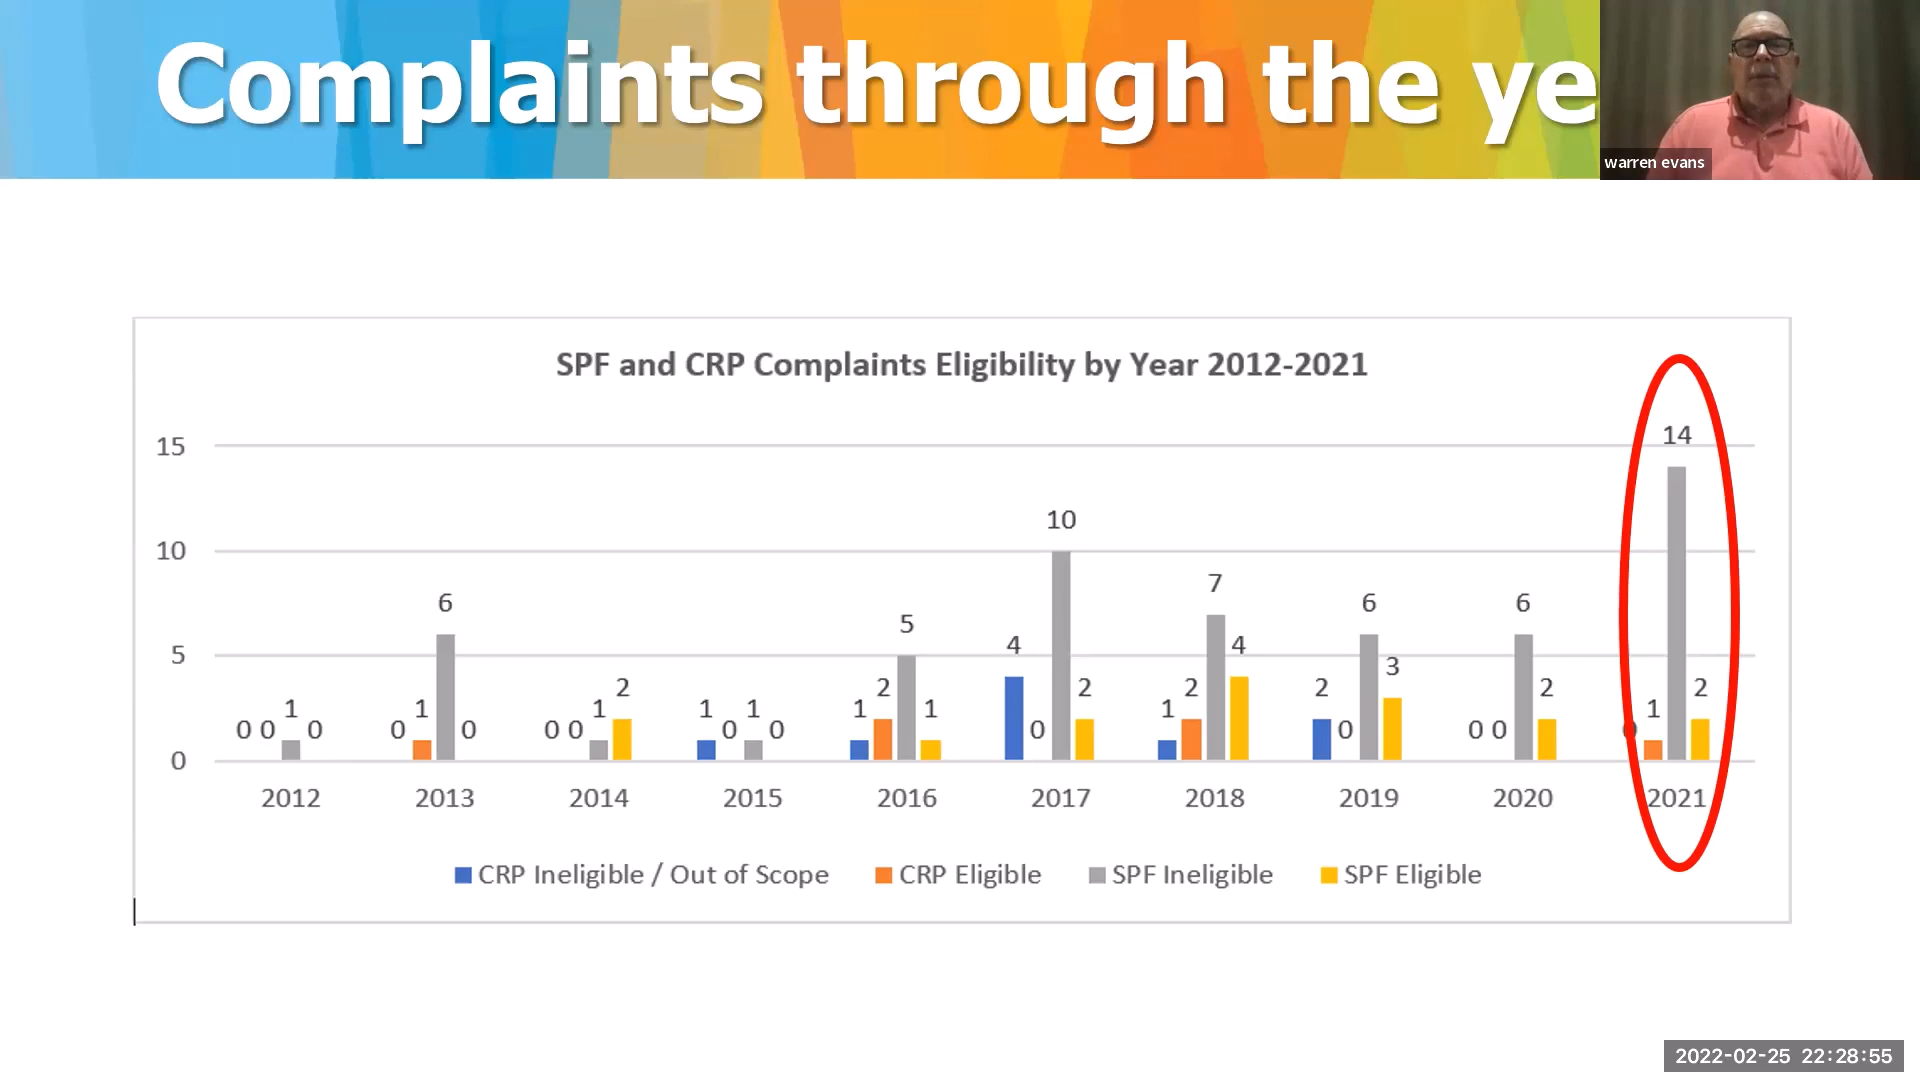 Complaints through the ye
warren evans
SPF and CRP Complaints Eligibility by Year 2012-2021
15
10
5
0
0 0 1 0
0 1 6 0
0 0 1 2
1 0 1 0
1 2 5 1
4 0 10 2
1 2 7 4
2 0 6 3
0 0 6 2
0 1 14 2
2012 2013 2014 2015 2016 2017 2018 2019 2020 2021
CRP Ineligible / Out of Scope CRP Eligible SPF Ineligible SPF Eligible
2022-02-25 22:28:55